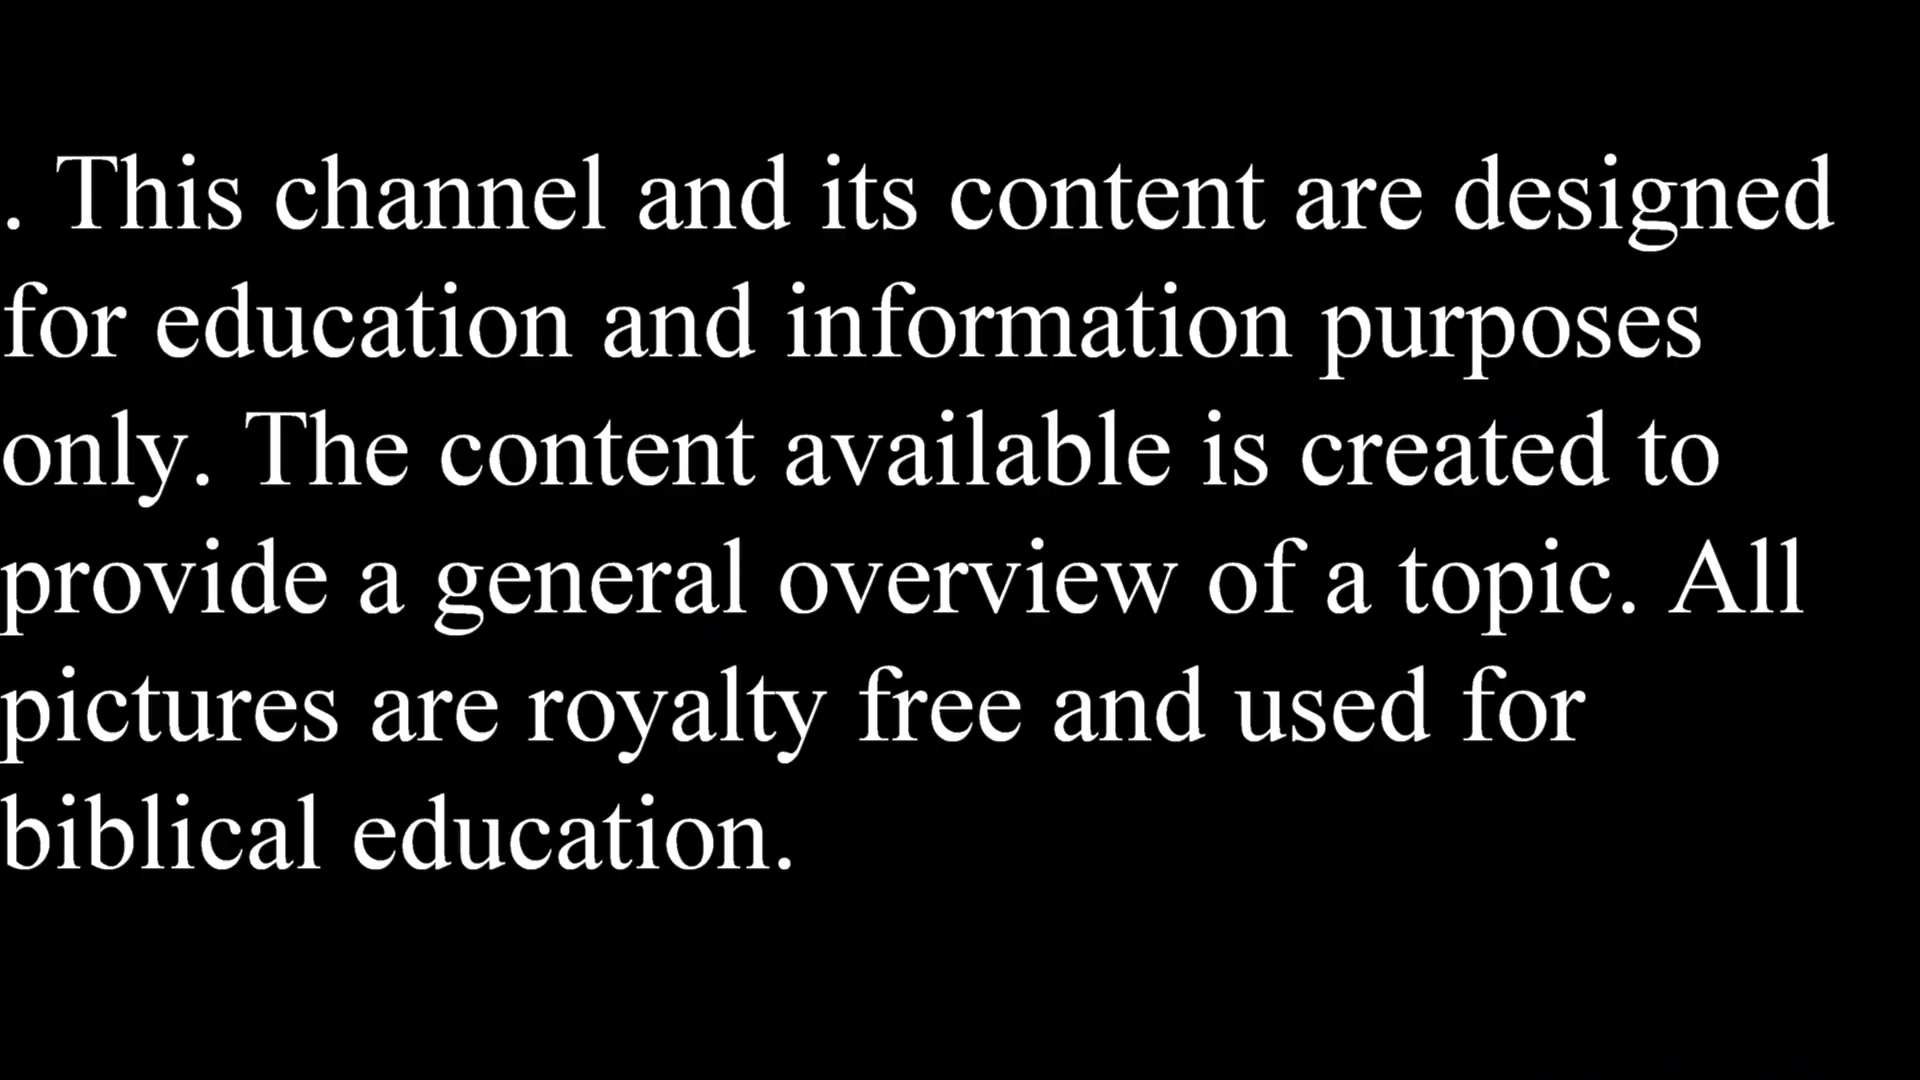 . This channel and its content are designed
for education and information purposes
only. The content available is created to
provide a general overview of a topic. All
pictures are royalty free and used for
biblical education.